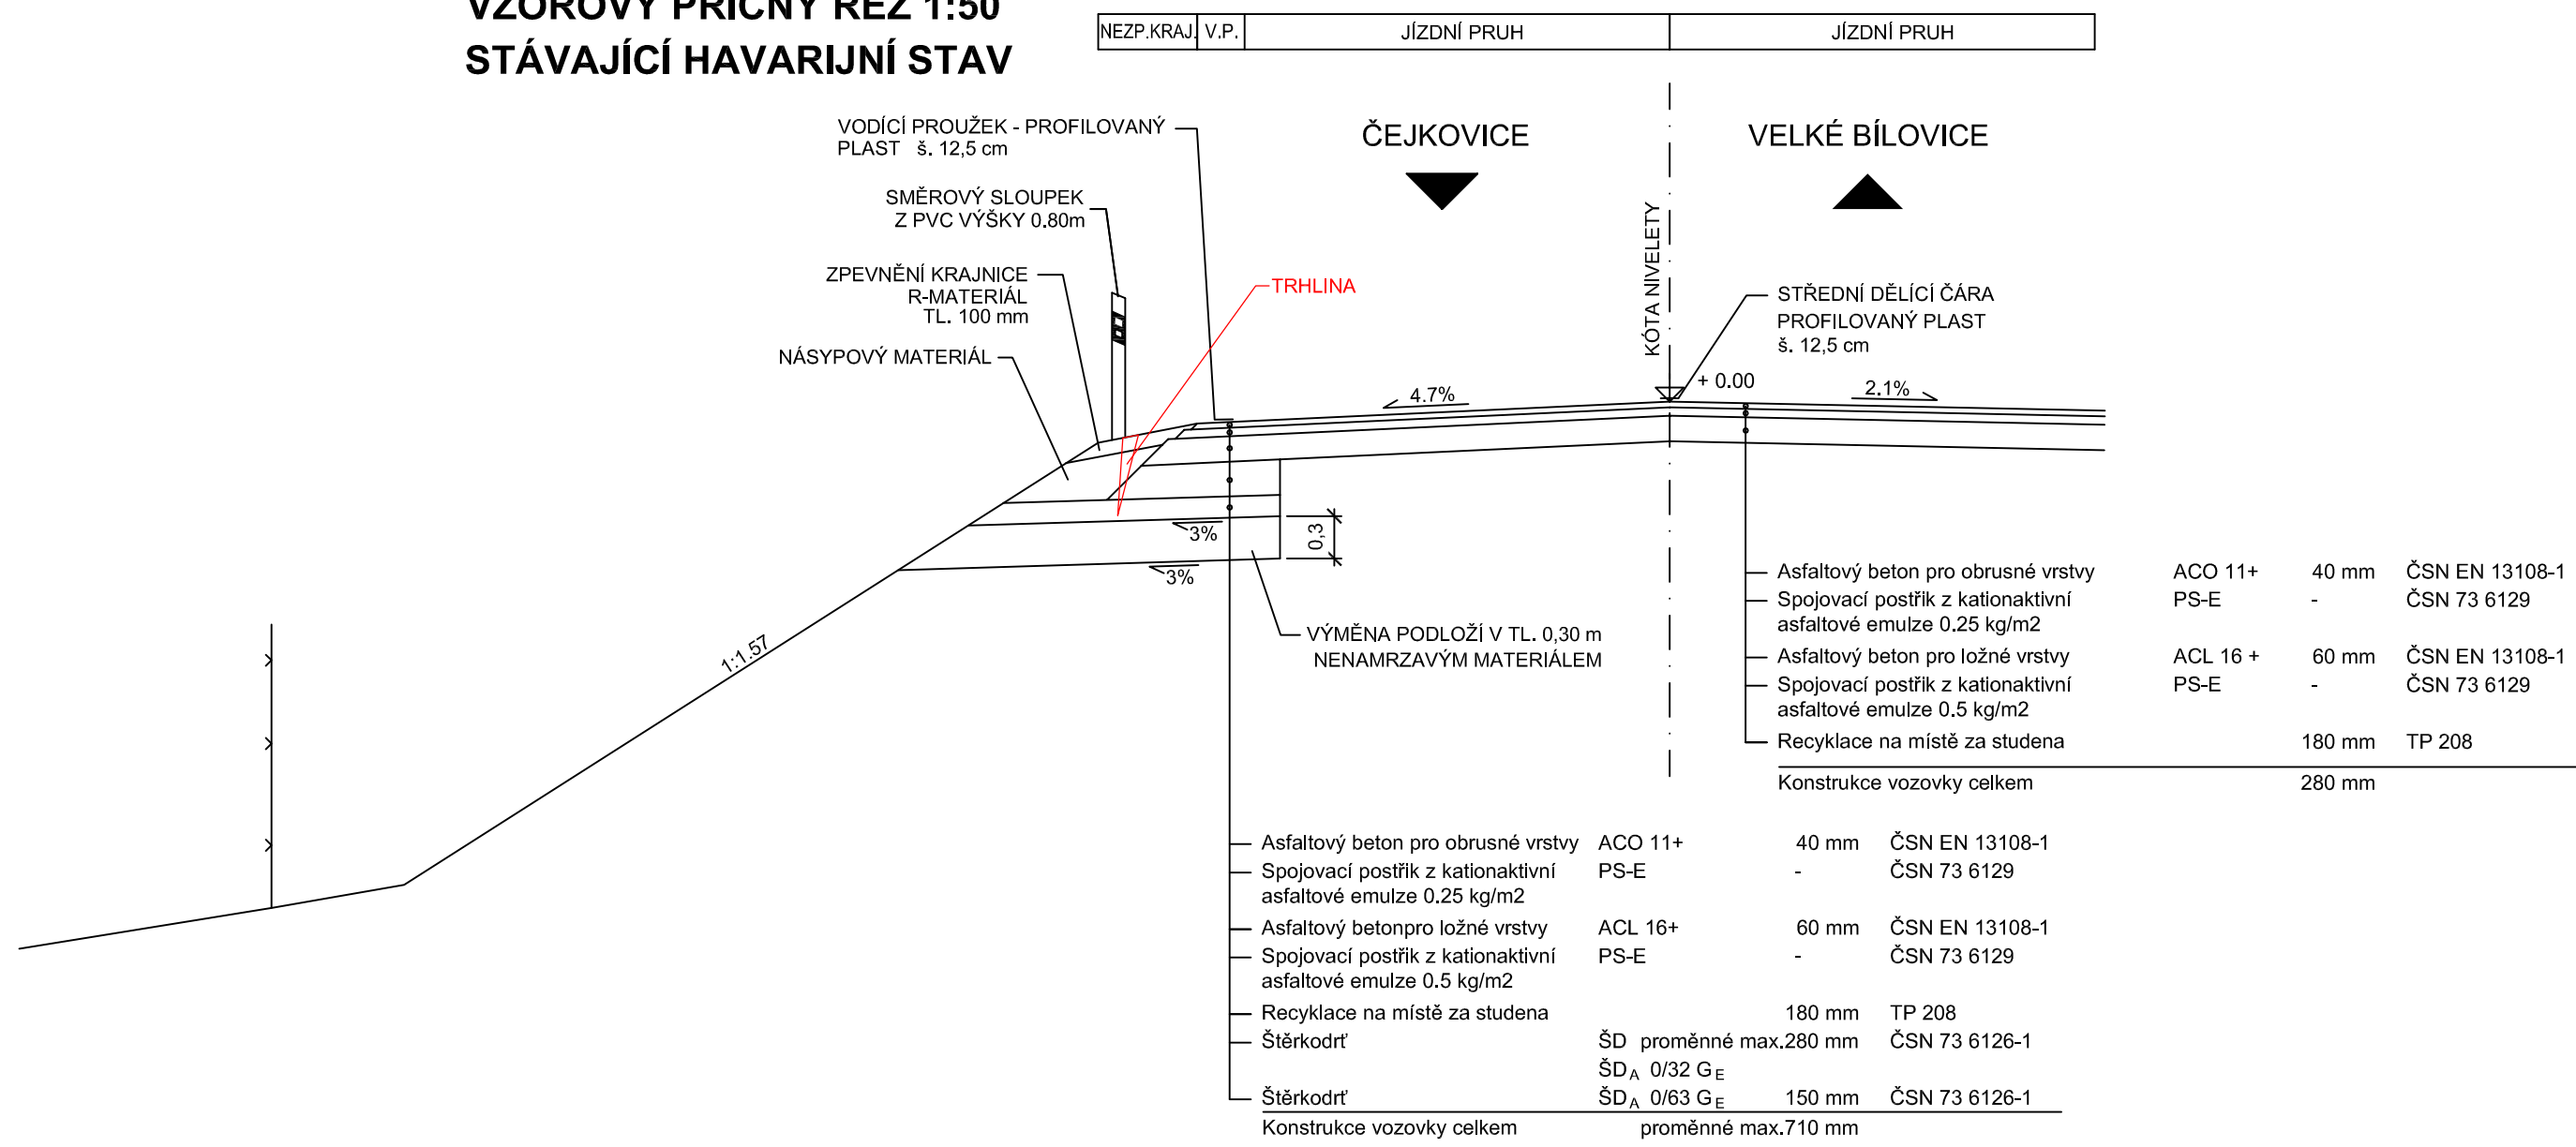 VZOROVÝ PŘÍČNÝ ŘEZ 1:50
STÁVAJÍCÍ HAVARIJNÍ STAV
NEZP.KRAJ. V.P. JÍZDNÍ PRUH JÍZDNÍ PRUH
VODÍCÍ PROUŽEK - PROFILOVANÝ
PLAST š. 12,5 cm
ČEJKOVICE
VELKÉ BÍLOVICE
SMĚROVÝ SLOUPEK
Z PVC VÝŠKY 0.80m
ZPEVNĚNÍ KRAJNICE
R-MATERIÁL
TL. 100 mm
NÁSYPOVÝ MATERIÁL
TRHLINA
KÓTA NIVELETY
STŘEDNÍ DĚLÍCÍ ČÁRA
PROFILOVANÝ PLAST
š. 12,5 cm
+ 0.00
4.7%
2.1%
3%
3%
0,3
1:1.57
VÝMĚNA PODLOŽÍ V TL. 0,30 m
NENAMRZAVÝM MATERIÁLEM
Asfaltový beton pro obrusné vrstvy ACO 11+ 40 mm ČSN EN 13108-1
Spojovací postřik z kationaktivní PS-E - ČSN 73 6129
asfaltové emulze 0.25 kg/m2
Asfaltový beton pro ložné vrstvy ACL 16 + 60 mm ČSN EN 13108-1
Spojovací postřik z kationaktivní PS-E - ČSN 73 6129
asfaltové emulze 0.5 kg/m2
Recyklace na místě za studena 180 mm TP 208
Konstrukce vozovky celkem 280 mm
Asfaltový beton pro obrusné vrstvy ACO 11+ 40 mm ČSN EN 13108-1
Spojovací postřik z kationaktivní PS-E - ČSN 73 6129
asfaltové emulze 0.25 kg/m2
Asfaltový betonpro ložné vrstvy ACL 16+ 60 mm ČSN EN 13108-1
Spojovací postřik z kationaktivní PS-E - ČSN 73 6129
asfaltové emulze 0.5 kg/m2
Recyklace na místě za studena 180 mm TP 208
Štěrkodrť ŠD proměnné max.280 mm ČSN 73 6126-1
ŠDA 0/32 GE
Štěrkodrť ŠDA 0/63 GE 150 mm ČSN 73 6126-1
Konstrukce vozovky celkem proměnné max.710 mm